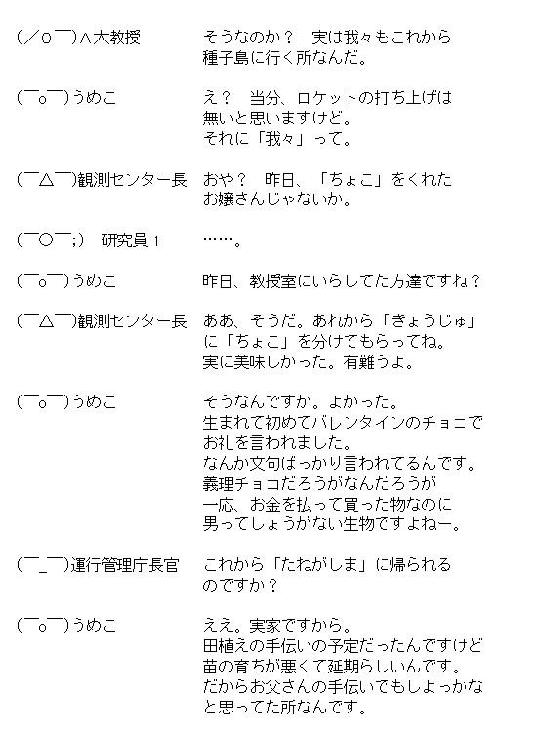 (／ｏ￣)∧大教授　そうなのか？　実は我々もこれから
種子島に行く所なんだ。
(￣o￣)うめこ　え？　当分、ロケットの打ち上げは
無いと思いますけど。
それに「我々」って。
(￣△￣)観測センター長　おや？　昨日、「ちょこ」をくれた
お嬢さんじゃないか。
(￣○￣;)　研究員１　……。
(￣o￣)うめこ　昨日、教授室にいらしてた方達ですね？
(￣△￣)観測センター長　ああ、そうだ。あれから「きょうじゅ」
に「ちょこ」を分けてもらってね。
実に美味しかった。有難うよ。
(￣o￣)うめこ　そうなんですか。よかった。
生まれて初めてバレンタインのチョコで
お礼を言われました。
なんか文句ばっかり言われてるんです。
義理チョコだろうがなんだろうが
一応、お金を払って買った物なのに
男ってしょうがない生物ですよねー。
(￣_￣)運行管理庁長官　これから「たねがしま」に帰られる
のですか？
(￣o￣)うめこ　ええ。実家ですから。
田植えの手伝いの予定だったんですけど
苗の育ちが悪くて延期らしいんです。
だからお父さんの手伝いでもしよっかな
と思ってた所なんです。